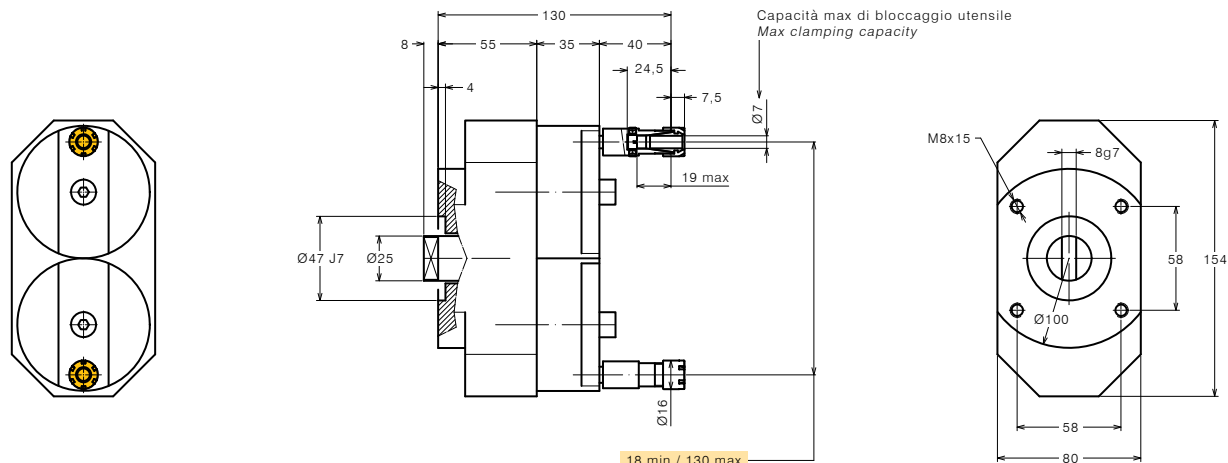 130
Capacità max di bloccaggio utensile
Max clamping capacity
8
55
35
40
24,5
4
7,5
Ø7
M8x15
8g7
19 max
Ø47 J7
Ø25
58
154
Ø100
Ø16
58
18 min / 130 max
80